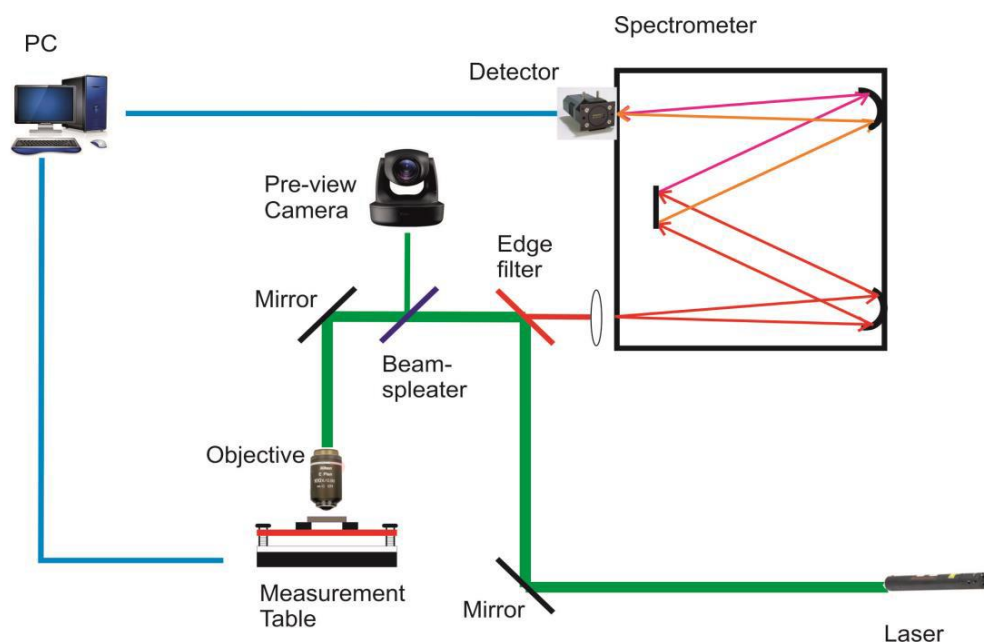 Spectrometer
PC
Detector
Pre-view
Camera
Edge
filter
Mirror
Beam-
spleater
Objective
Measurement
Table
Mirror
Laser